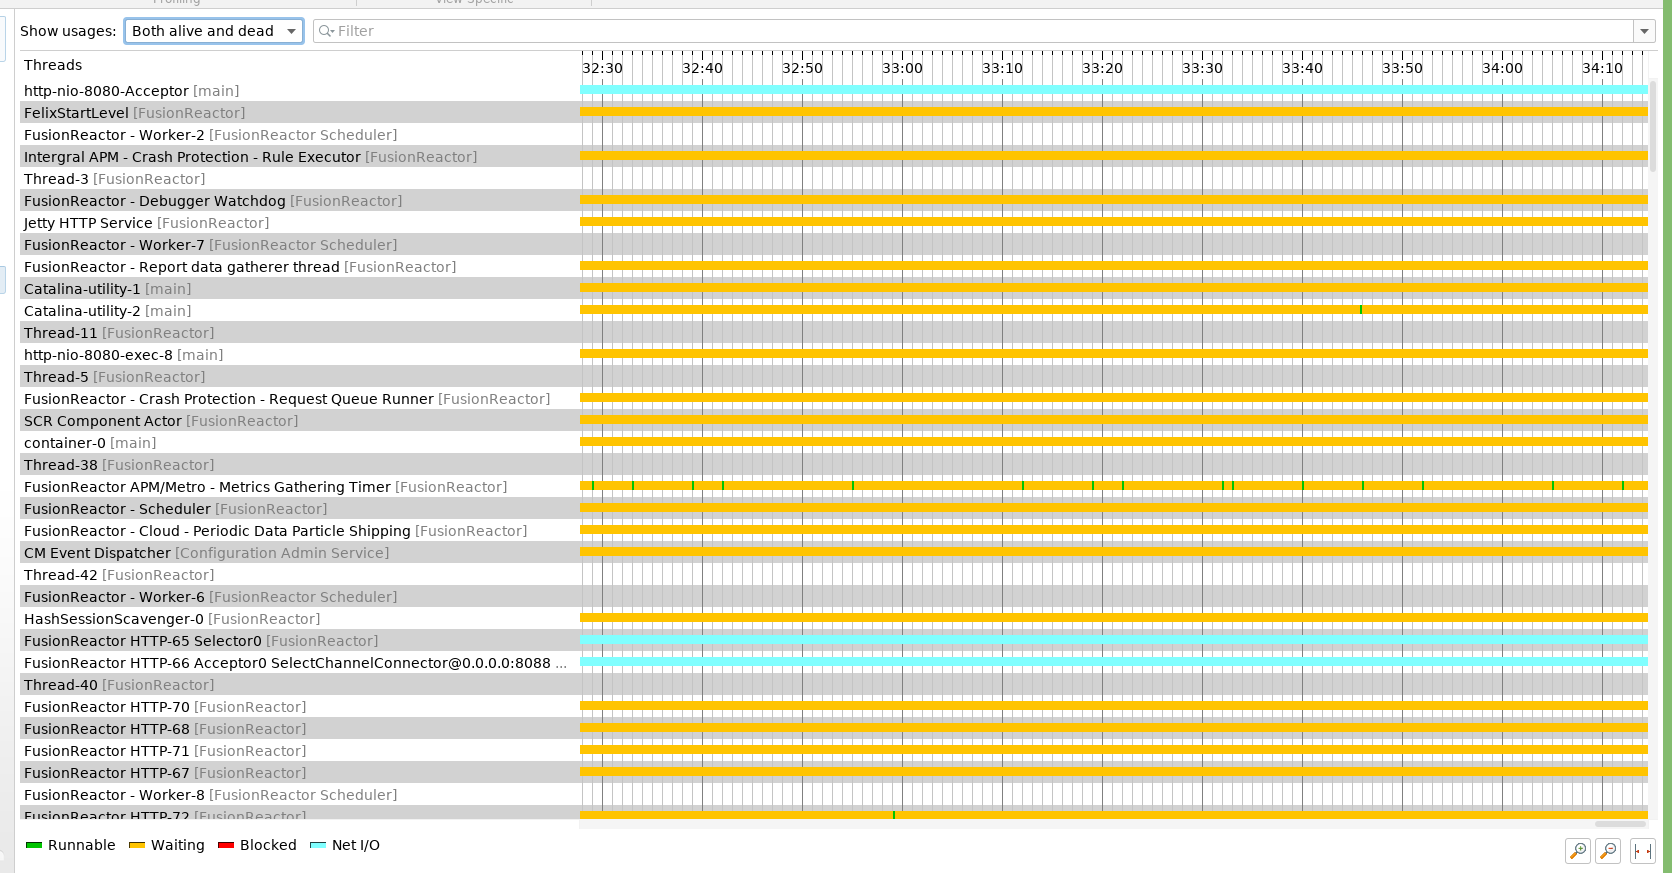 Profiling View Specific
Show usages: Both alive and dead Filter
Threads 32:30 32:40 32:50 33:00 33:10 33:20 33:30 33:40 33:50 34:00 34:10
http-nio-8080-Acceptor [main]
FelixStartLevel [FusionReactor]
FusionReactor - Worker-2 [FusionReactor Scheduler]
Intergral APM - Crash Protection - Rule Executor [FusionReactor]
Thread-3 [FusionReactor]
FusionReactor - Debugger Watchdog [FusionReactor]
Jetty HTTP Service [FusionReactor]
FusionReactor - Worker-7 [FusionReactor Scheduler]
FusionReactor - Report data gatherer thread [FusionReactor]
Catalina-utility-1 [main]
Catalina-utility-2 [main]
Thread-11 [FusionReactor]
http-nio-8080-exec-8 [main]
Thread-5 [FusionReactor]
FusionReactor - Crash Protection - Request Queue Runner [FusionReactor]
SCR Component Actor [FusionReactor]
container-0 [main]
Thread-38 [FusionReactor]
FusionReactor APM/Metro - Metrics Gathering Timer [FusionReactor]
FusionReactor - Scheduler [FusionReactor]
FusionReactor - Cloud - Periodic Data Particle Shipping [FusionReactor]
CM Event Dispatcher [Configuration Admin Service]
Thread-42 [FusionReactor]
FusionReactor - Worker-6 [FusionReactor Scheduler]
HashSessionScavenger-0 [FusionReactor]
FusionReactor HTTP-65 Selector0 [FusionReactor]
FusionReactor HTTP-66 Acceptor0 SelectChannelConnector@0.0.0.0:8088 ...
Thread-40 [FusionReactor]
FusionReactor HTTP-70 [FusionReactor]
FusionReactor HTTP-68 [FusionReactor]
FusionReactor HTTP-71 [FusionReactor]
FusionReactor HTTP-67 [FusionReactor]
FusionReactor - Worker-8 [FusionReactor Scheduler]
FusionReactor HTTP-72 [FusionReactor]
Runnable Waiting Blocked Net I/O